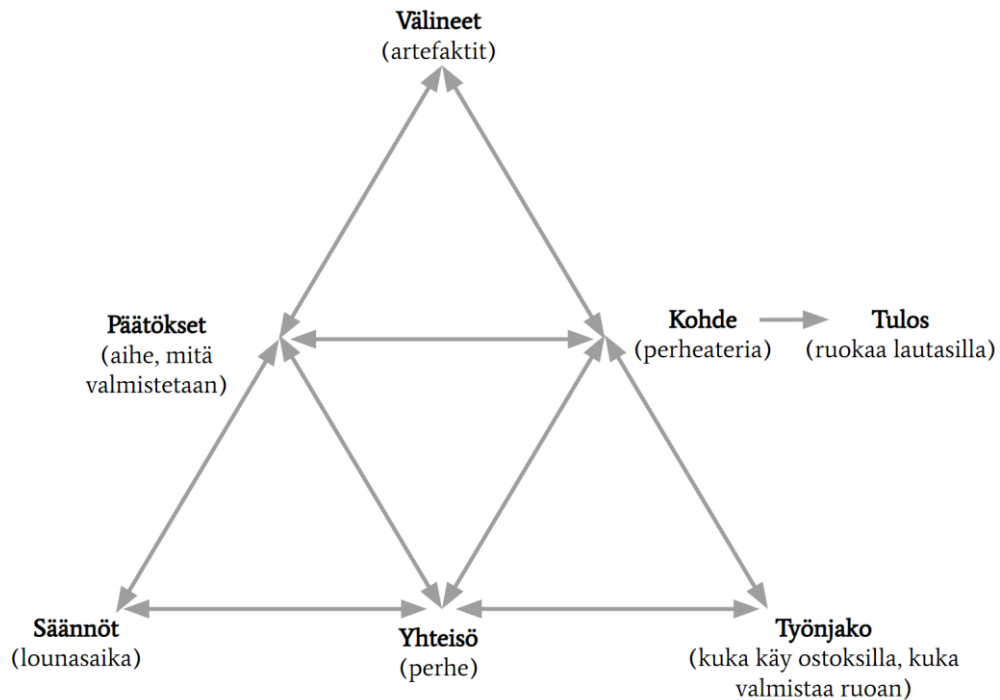 Välineet
(artefaktit)
Päätökset
(aihe, mitä
valmistetaan)
Kohde
(perheateria)
Tulos
(ruokaa lautasilla)
Säännöt
(lounasaika)
Yhteisö
(perhe)
Työnjako
(kuka käy ostoksilla, kuka
valmistaa ruoan)